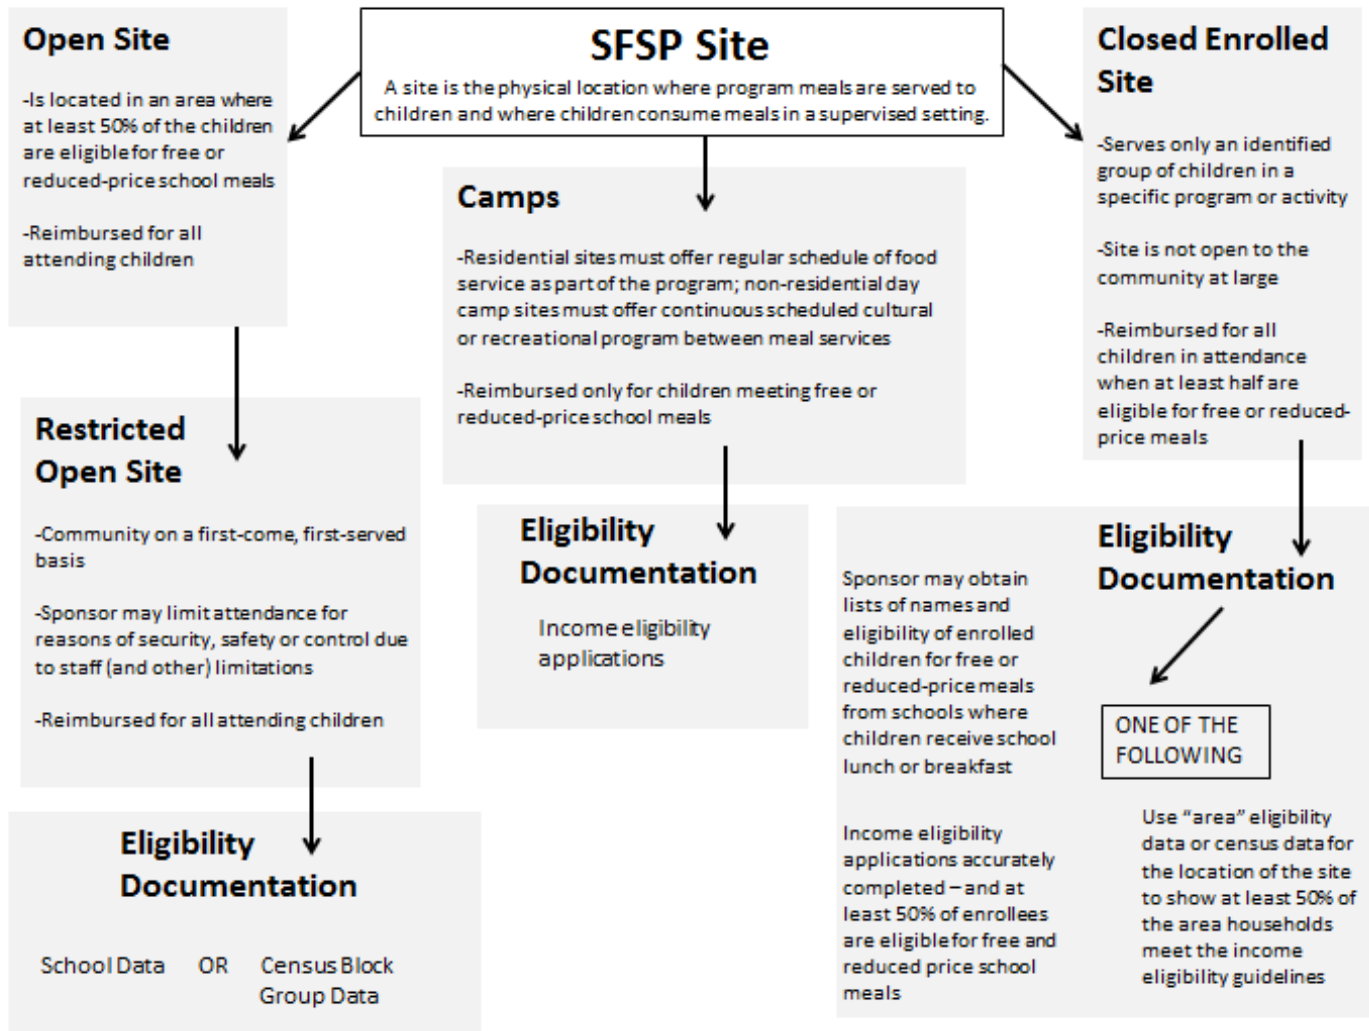 SFSP Site
A site is the physical location where program meals are served to
children and where children consume meals in a supervised setting.
Open Site
-Is located in an area where
at least 50% of the children
are eligible for free or
reduced-price school meals
-Reimbursed for all
attending children
Restricted
Open Site
-Community on a first-come, first-served
basis
-Sponsor may limit attendance for
reasons of security, safety or control due
to staff (and other) limitations
-Reimbursed for all attending children
Eligibility
Documentation
School Data OR Census Block
Group Data
Camps
-Residential sites must offer regular schedule of food
service as part of the program; non-residential day
camp sites must offer continuous scheduled cultural
or recreational program between meal services
-Reimbursed only for children meeting free or
reduced-price school meals
Eligibility
Documentation
Income eligibility
applications
Closed Enrolled
Site
-Serves only an identified
group of children in a
specific program or activity
-Site is not open to the
community at large
-Reimbursed for all
children in attendance
when at least half are
eligible for free or reduced-
price meals
Eligibility
Documentation
ONE OF THE
FOLLOWING
Sponsor may obtain
lists of names and
eligibility of enrolled
children for free or
reduced-price meals
from schools where
children receive school
lunch or breakfast
Income eligibility
applications accurately
completed – and at
least 50% of enrollees
are eligible for free and
reduced price school
meals
Use “area” eligibility
data or census data for
the location of the site
to show at least 50% of
the area households
meet the income
eligibility guidelines